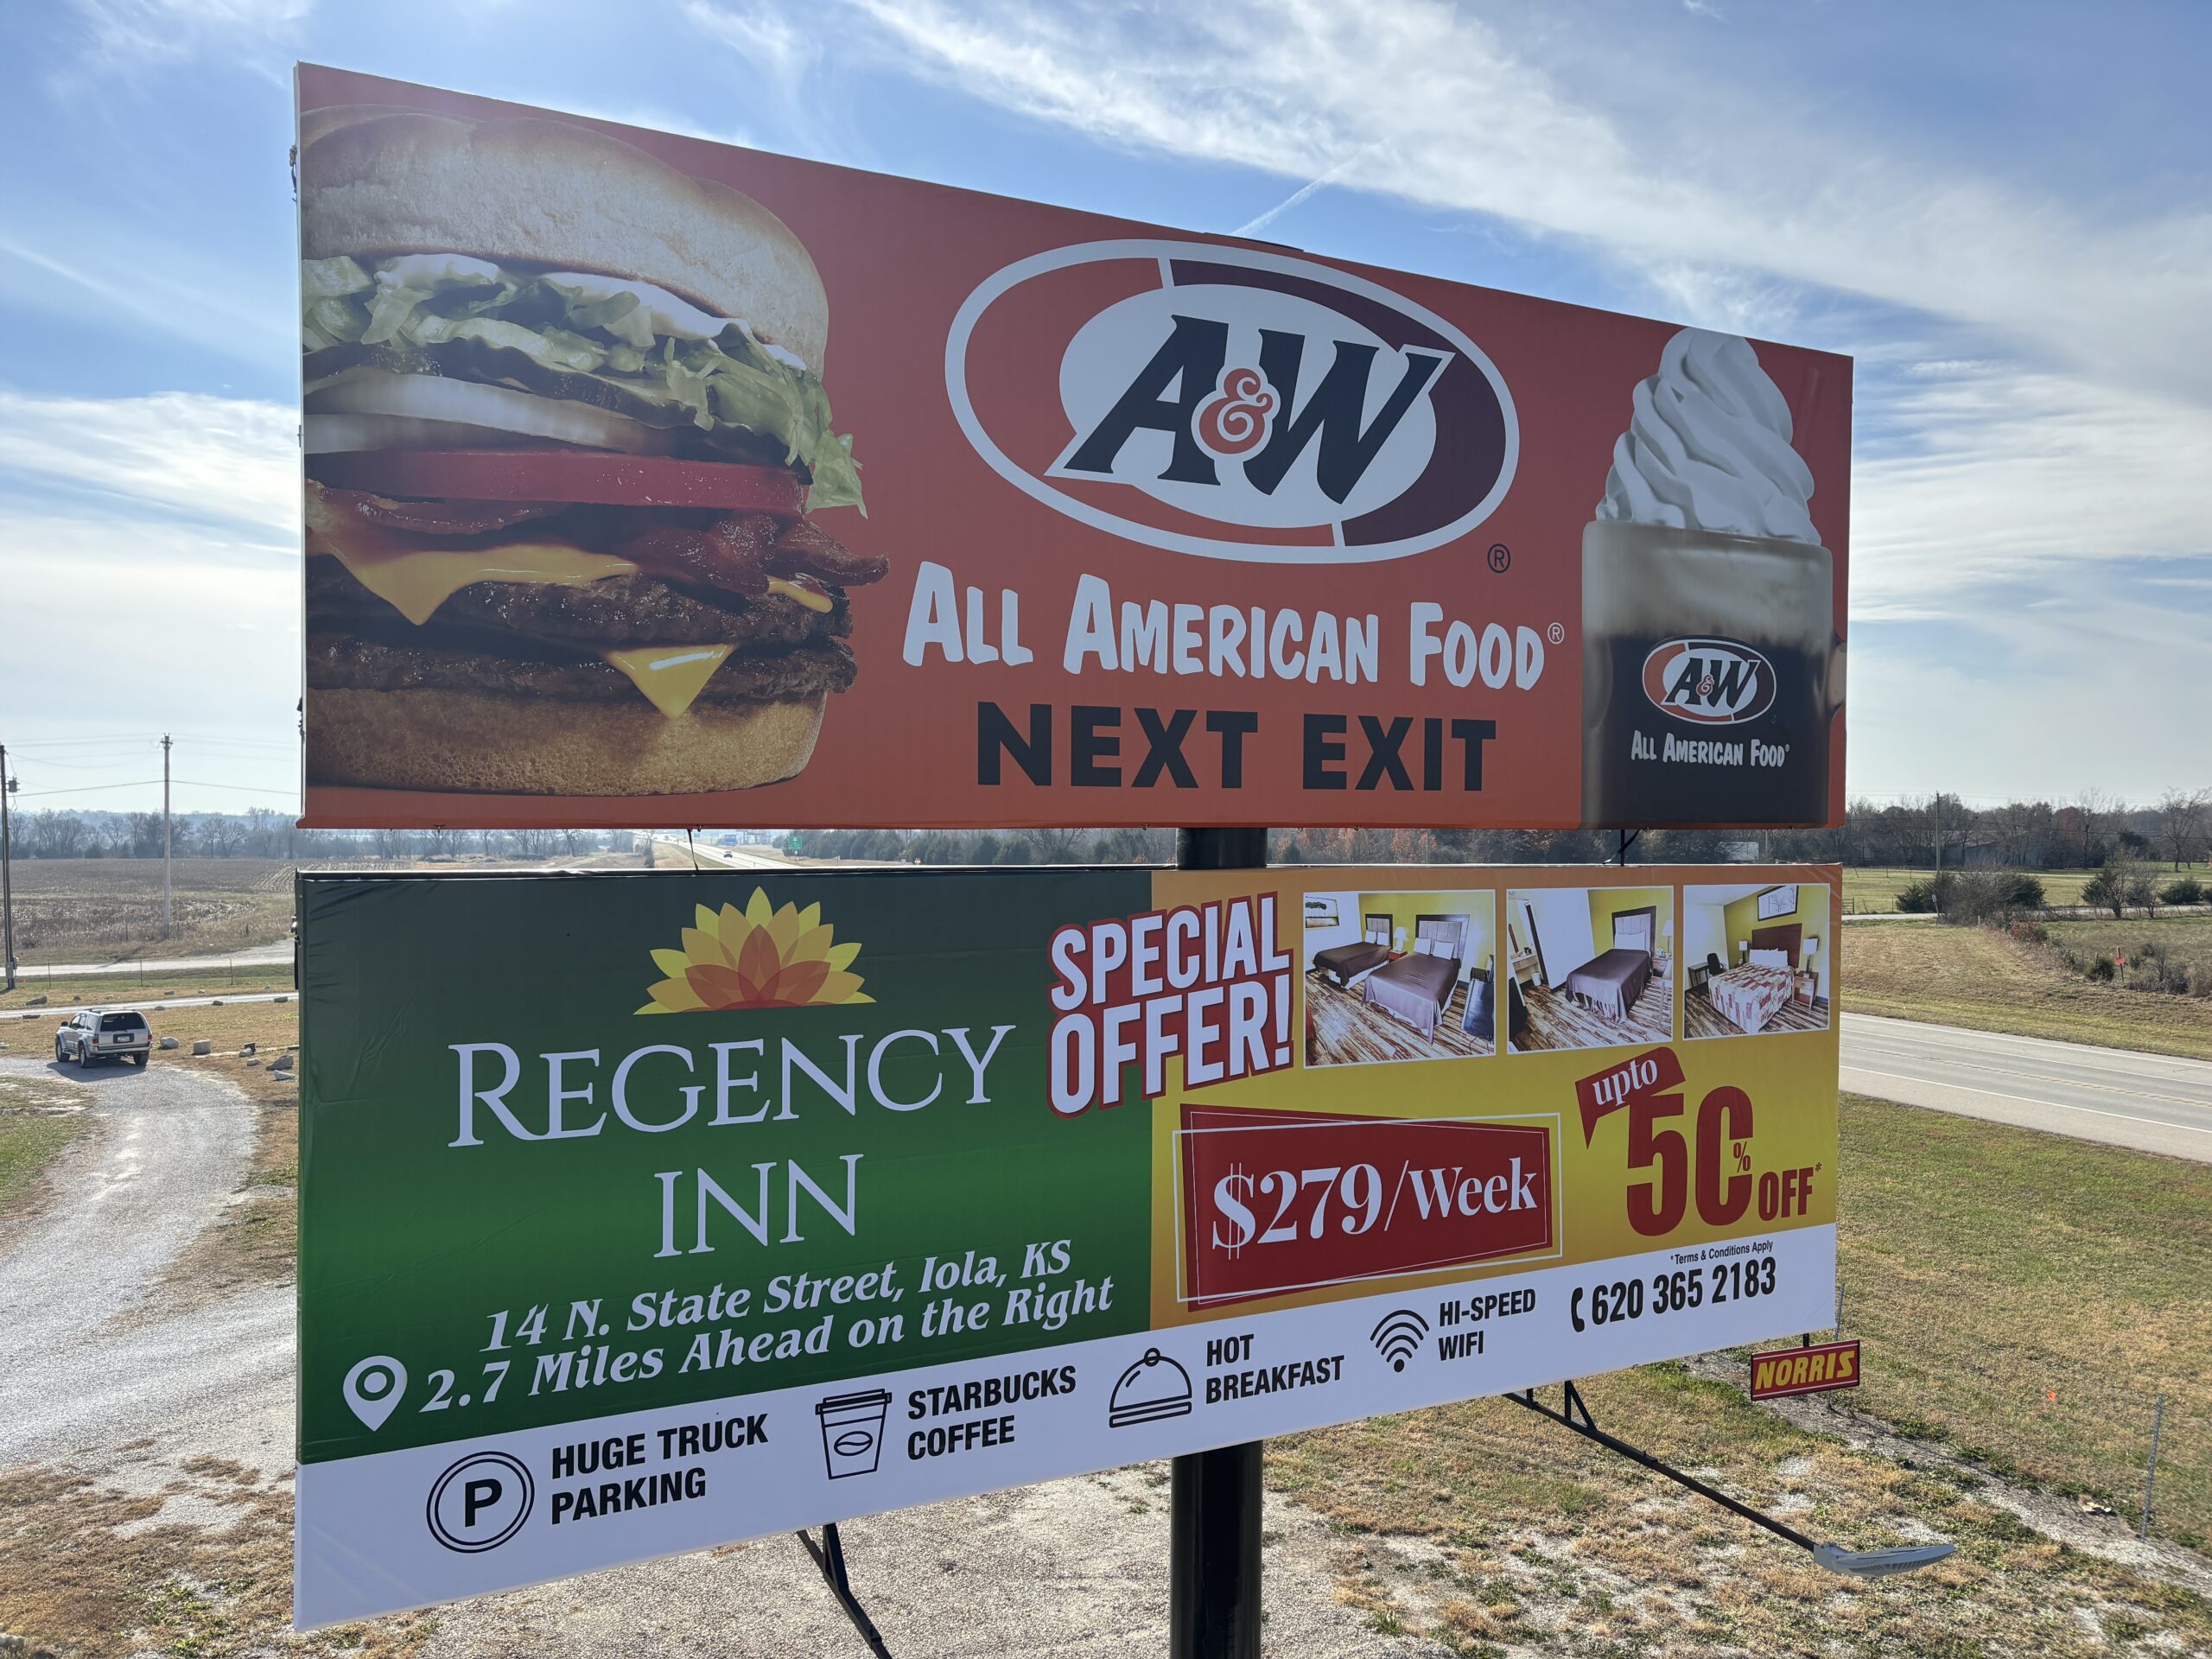 A&W
®
ALL AMERICAN FOOD®
NEXT EXIT
A&W
ALL AMERICAN FOOD®
REGENCY
INN
14 N. State Street, Iola, KS
2.7 Miles Ahead on the Right
SPECIAL
OFFER!
$279/Week
upto
50% OFF*
*Terms & Conditions Apply
P
HUGE TRUCK
PARKING
STARBUCKS
COFFEE
HOT
BREAKFAST
HI-SPEED
WIFI
620 365 2183
NORRIS